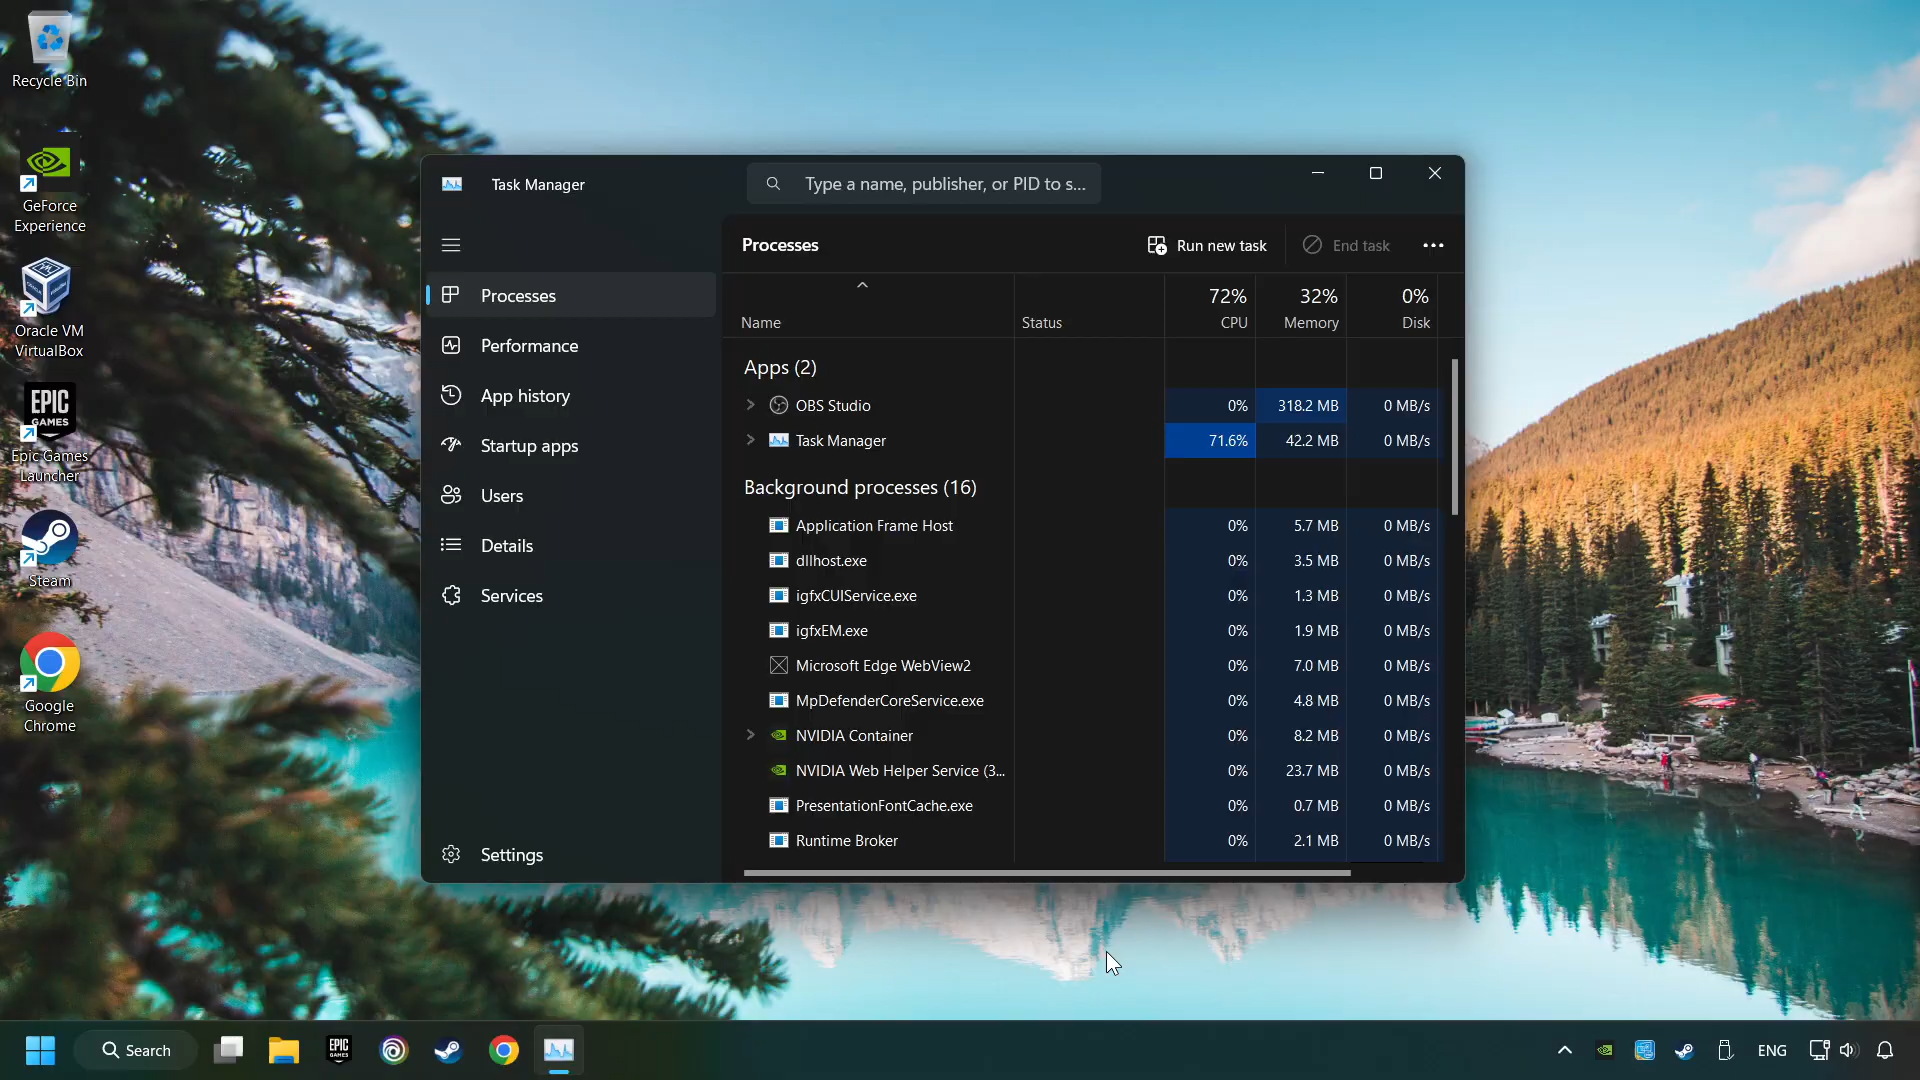 Recycle Bin
GeForce
Experience
Oracle VM
VirtualBox
EPIC
GAMES
Epic Games
Launcher
Steam
Google
Chrome
Task Manager
Type a name, publisher, or PID to s...
Processes
Performance
App history
Startup apps
Users
Details
Services
Settings
Processes
Run new task
End task
Name
Status
72%
CPU
32%
Memory
0%
Disk
Apps (2)
OBS Studio 0% 318.2 MB 0 MB/s
Task Manager 71.6% 42.2 MB 0 MB/s
Background processes (16)
Application Frame Host 0% 5.7 MB 0 MB/s
dllhost.exe 0% 3.5 MB 0 MB/s
igfxCUIService.exe 0% 1.3 MB 0 MB/s
igfxEM.exe 0% 1.9 MB 0 MB/s
Microsoft Edge WebView2 0% 7.0 MB 0 MB/s
MpDefenderCoreService.exe 0% 4.8 MB 0 MB/s
NVIDIA Container 0% 8.2 MB 0 MB/s
NVIDIA Web Helper Service (3... 0% 23.7 MB 0 MB/s
PresentationFontCache.exe 0% 0.7 MB 0 MB/s
Runtime Broker 0% 2.1 MB 0 MB/s
Search
EPIC
GAMES
ENG